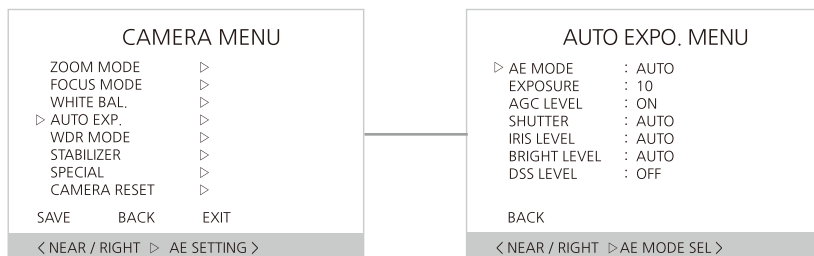 CAMERA MENU
ZOOM MODE ▷
FOCUS MODE ▷
WHITE BAL. ▷
▷ AUTO EXP. ▷
WDR MODE ▷
STABILIZER ▷
SPECIAL ▷
CAMERA RESET ▷
SAVE BACK EXIT
< NEAR / RIGHT ▷ AE SETTING >
AUTO EXPO. MENU
▷ AE MODE : AUTO
EXPOSURE : 10
AGC LEVEL : ON
SHUTTER : AUTO
IRIS LEVEL : AUTO
BRIGHT LEVEL : AUTO
DSS LEVEL : OFF
BACK
< NEAR / RIGHT ▷ AE MODE SEL >